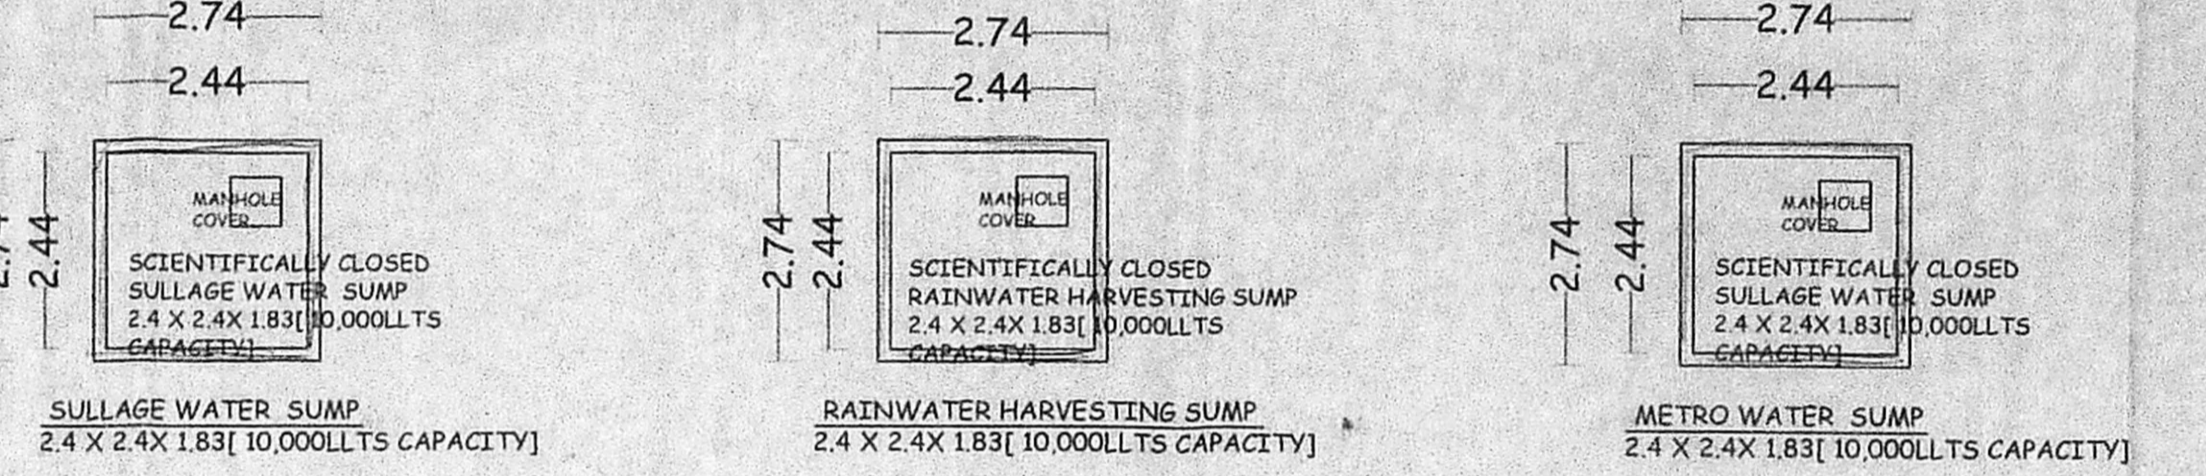 2.74
2.44
2.44
MANHOLE
COVER
SCIENTIFICALLY CLOSED
SULLAGE WATER SUMP
2.4 X 2.4X 1.83[ 10,000LLTS
CAPACITY]
SULLAGE WATER SUMP
2.4 X 2.4X 1.83[ 10,000LLTS CAPACITY]
2.74
2.44
2.74
2.44
MANHOLE
COVER
SCIENTIFICALLY CLOSED
RAINWATER HARVESTING SUMP
2.4 X 2.4X 1.83[ 10,000LLTS
CAPACITY]
RAINWATER HARVESTING SUMP
2.4 X 2.4X 1.83[ 10,000LLTS CAPACITY]
2.74
2.44
2.74
2.44
MANHOLE
COVER
SCIENTIFICALLY CLOSED
SULLAGE WATER SUMP
2.4 X 2.4X 1.83[ 10,000LLTS
CAPACITY]
METRO WATER SUMP
2.4 X 2.4X 1.83[ 10,000LLTS CAPACITY]